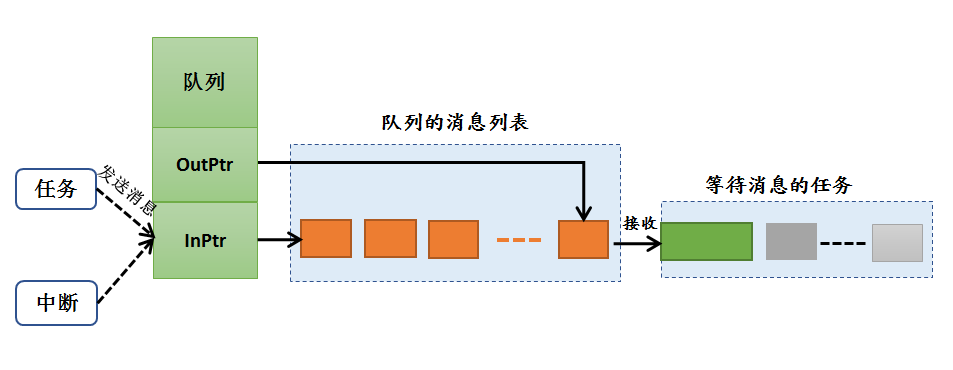 队列
队列的消息列表
OutPtr
发送消息
任务
等待消息的任务
InPtr
接收
中断